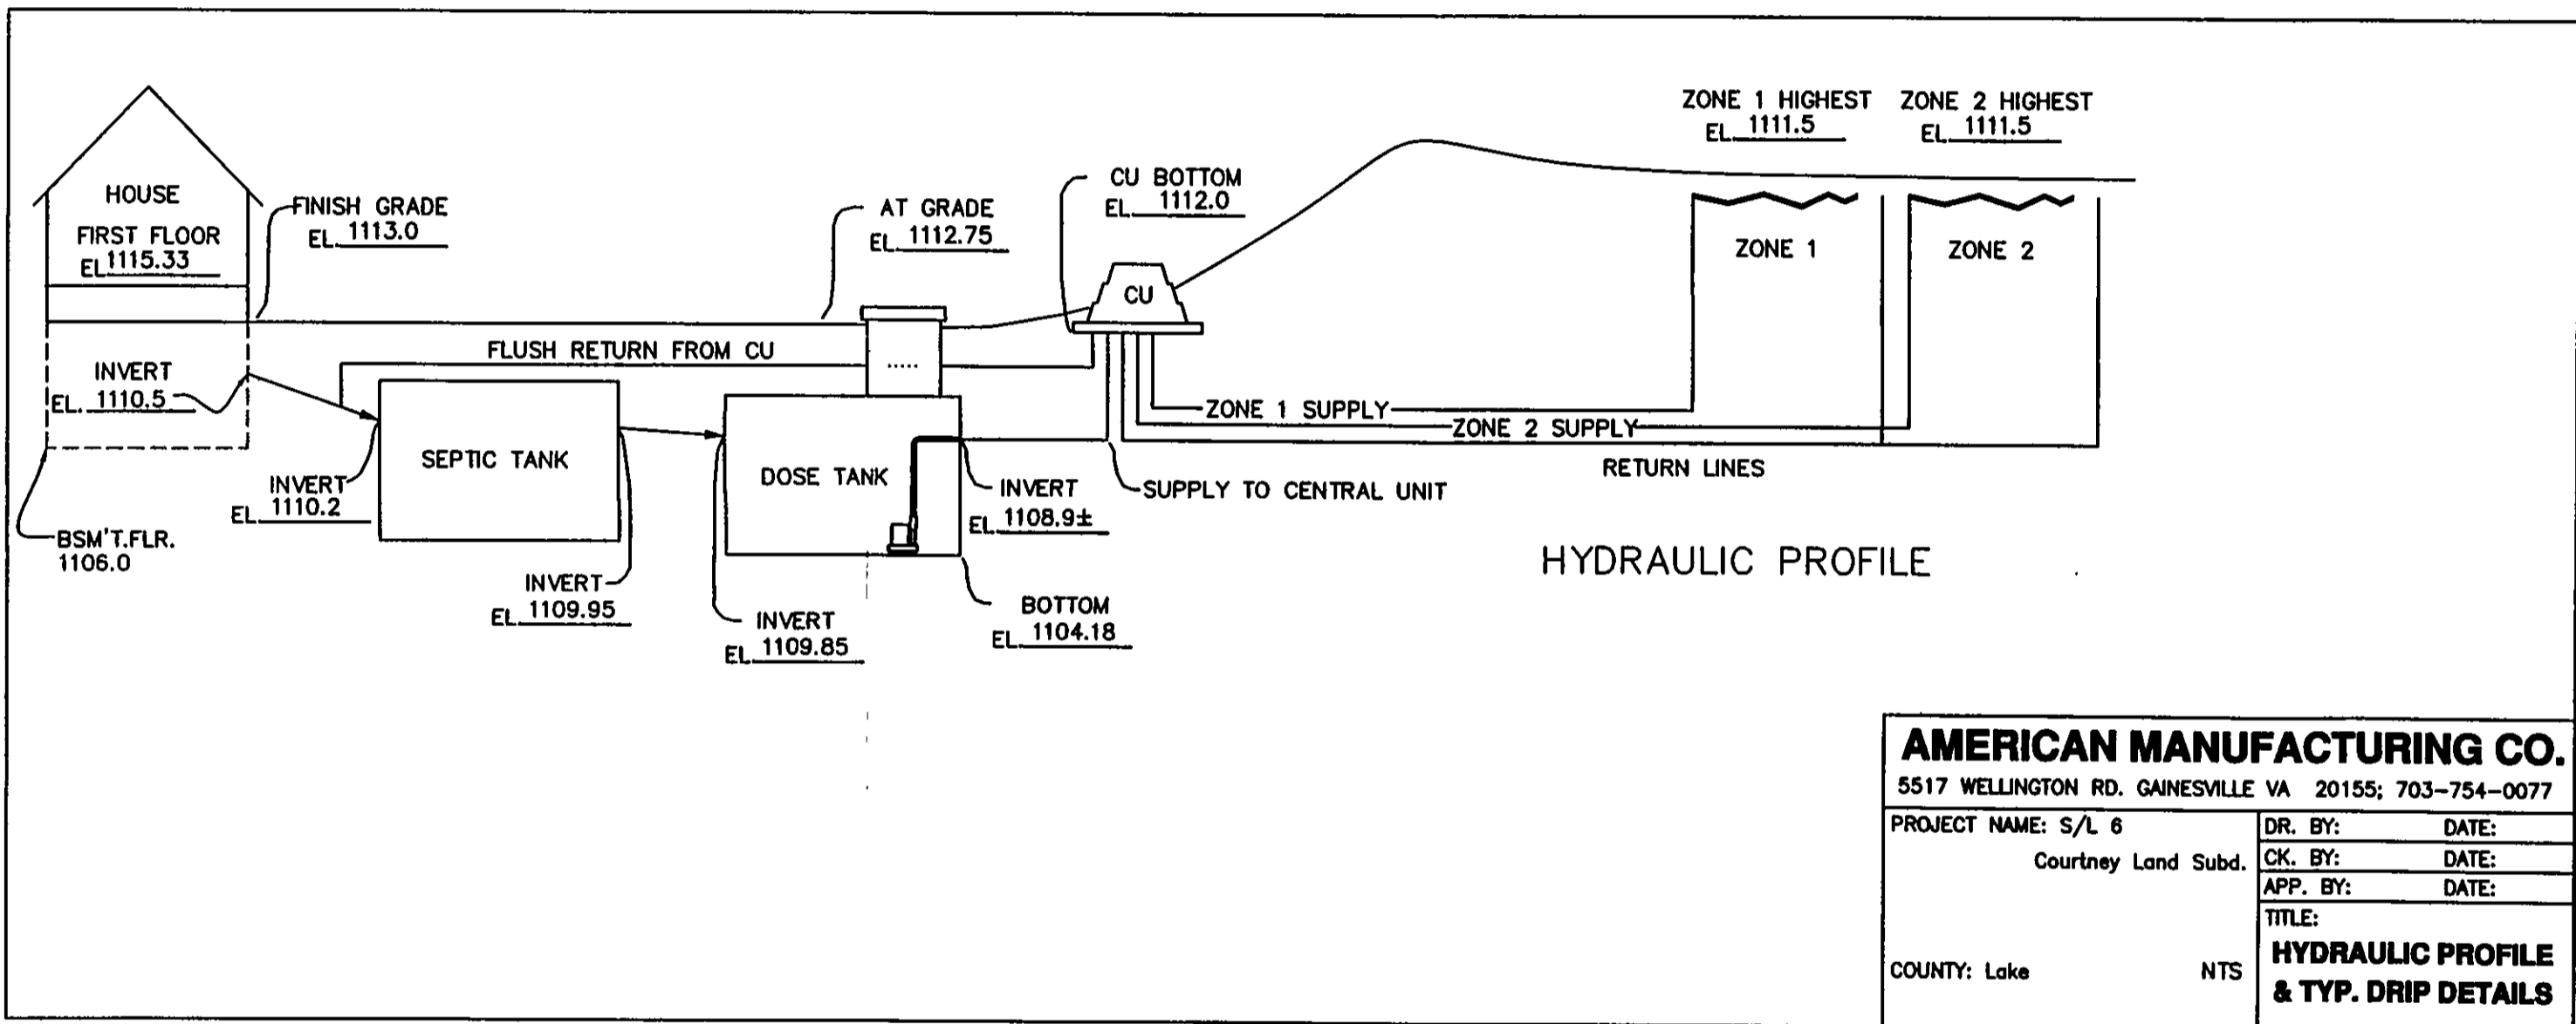 ZONE 1 HIGHEST
EL. 1111.5
ZONE 2 HIGHEST
EL. 1111.5
HOUSE
FIRST FLOOR
EL 1115.33
FINISH GRADE
EL. 1113.0
AT GRADE
EL. 1112.75
CU BOTTOM
EL. 1112.0
CU
ZONE 1
ZONE 2
FLUSH RETURN FROM CU
INVERT
EL. 1110.5
ZONE 1 SUPPLY
ZONE 2 SUPPLY
RETURN LINES
SEPTIC TANK
DOSE TANK
INVERT
EL. 1110.2
INVERT
EL. 1108.9±
SUPPLY TO CENTRAL UNIT
BSM'T.FLR.
1106.0
INVERT
EL. 1109.95
INVERT
EL. 1109.85
BOTTOM
EL. 1104.18
HYDRAULIC PROFILE
AMERICAN MANUFACTURING CO.
5517 WELLINGTON RD. GAINESVILLE VA 20155; 703-754-0077
PROJECT NAME: S/L 6
Courtney Land Subd.
COUNTY: Lake NTS
DR. BY: DATE:
CK. BY: DATE:
APP. BY: DATE:
TITLE:
HYDRAULIC PROFILE
& TYP. DRIP DETAILS